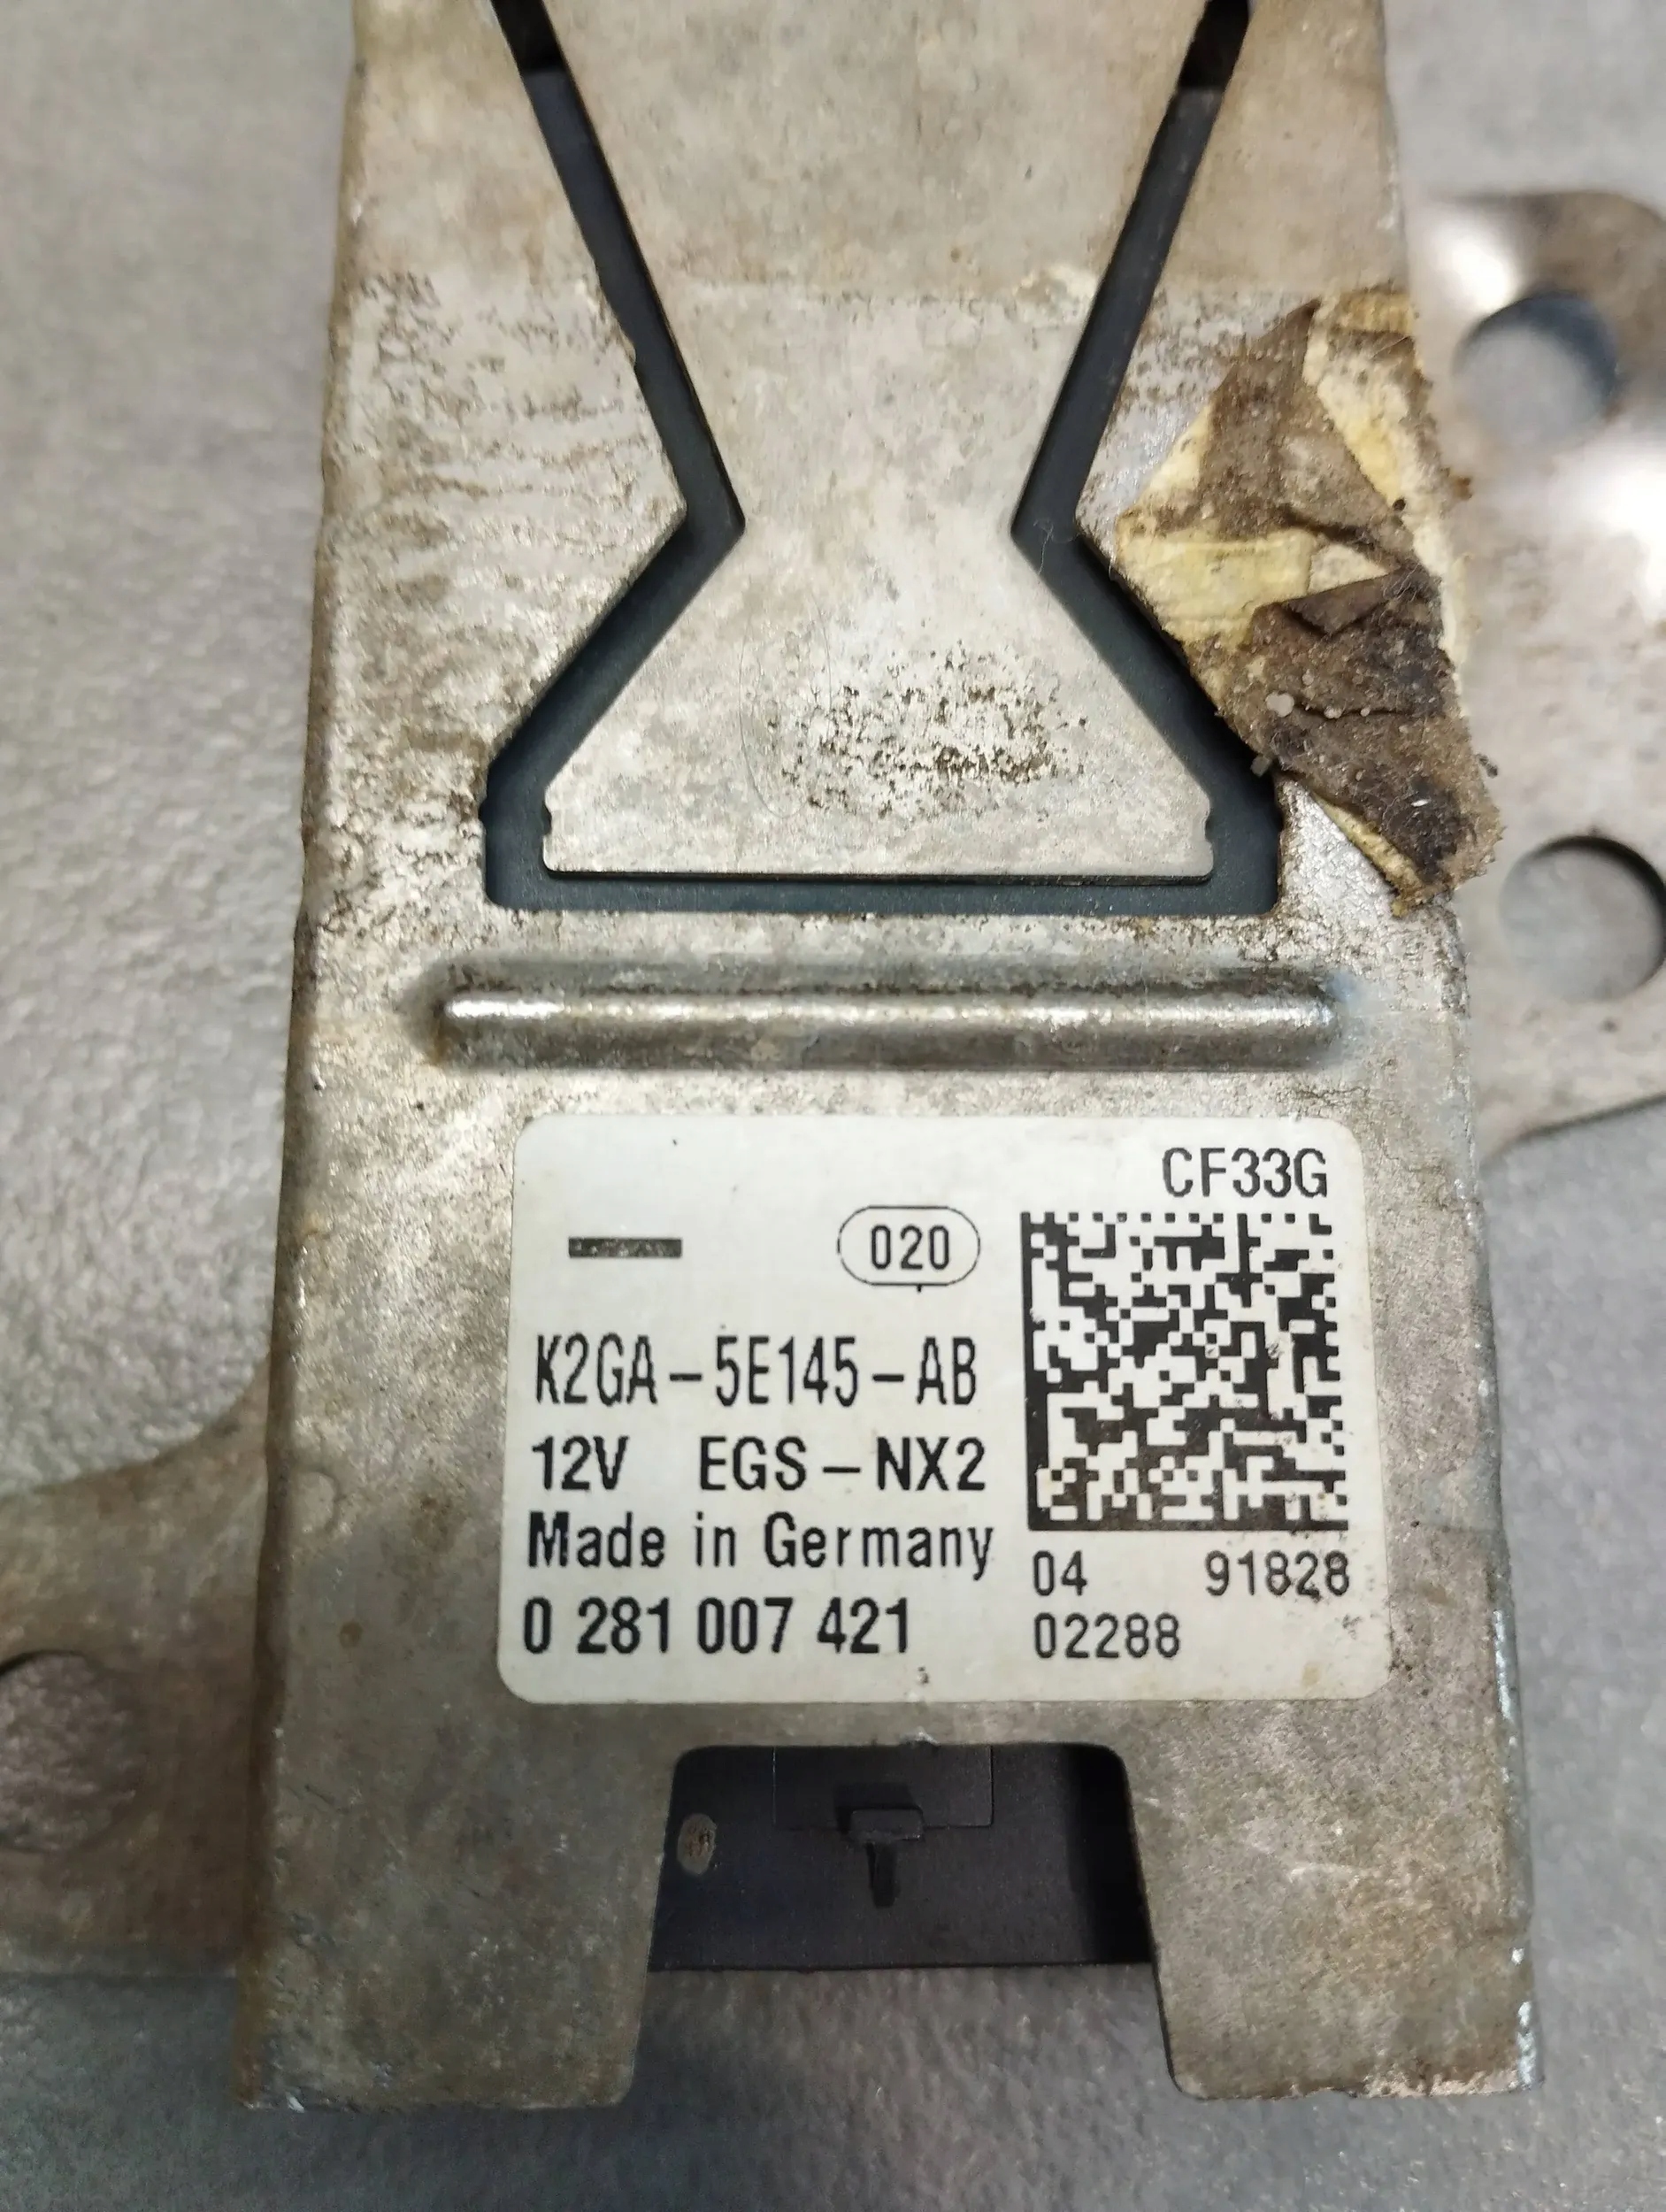 CF33G
020
K2GA-5E145-AB
12V EGS-NX2
Made in Germany
0 281 007 421
04 91828
02288